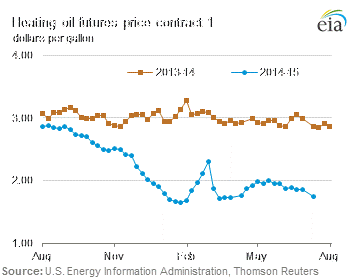 Heating oil futures price contract 1
dollars per gallon
eia
4.00
2013-14
2014-15
3.00
2.00
1.00
Aug
Nov
Feb
May
Aug
Source: U.S. Energy Information Administration, Thomson Reuters